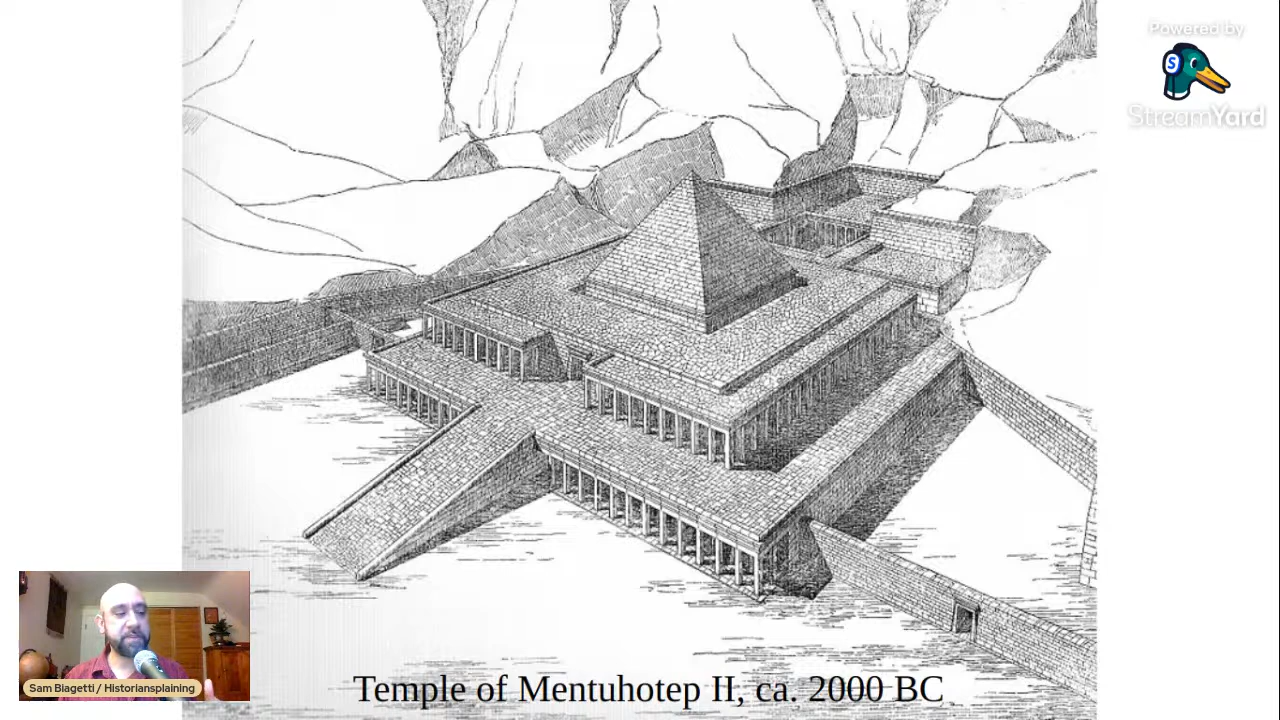 Powered by
S
StreamYard
Sam Biagetti / Historiansplaining
Temple of Mentuhotep II, ca. 2000 BC